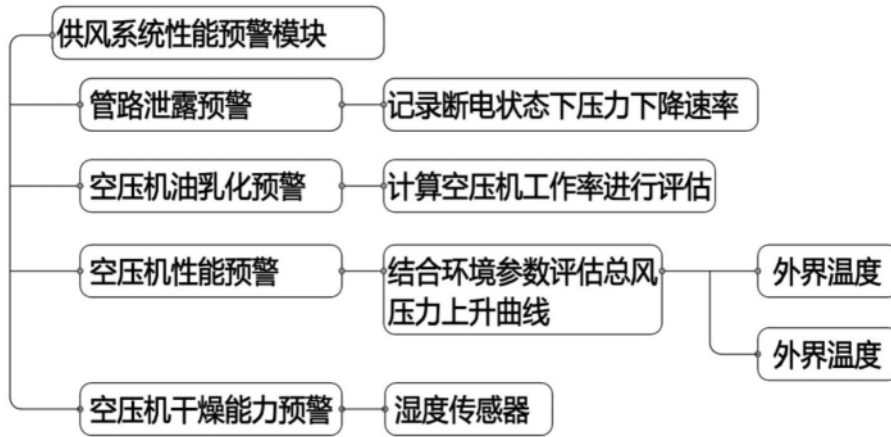 供风系统性能预警模块
管路泄露预警
记录断电状态下压力下降速率
空压机油乳化预警
计算空压机工作率进行评估
空压机性能预警
结合环境参数评估总风
压力上升曲线
外界温度
外界温度
空压机干燥能力预警
湿度传感器